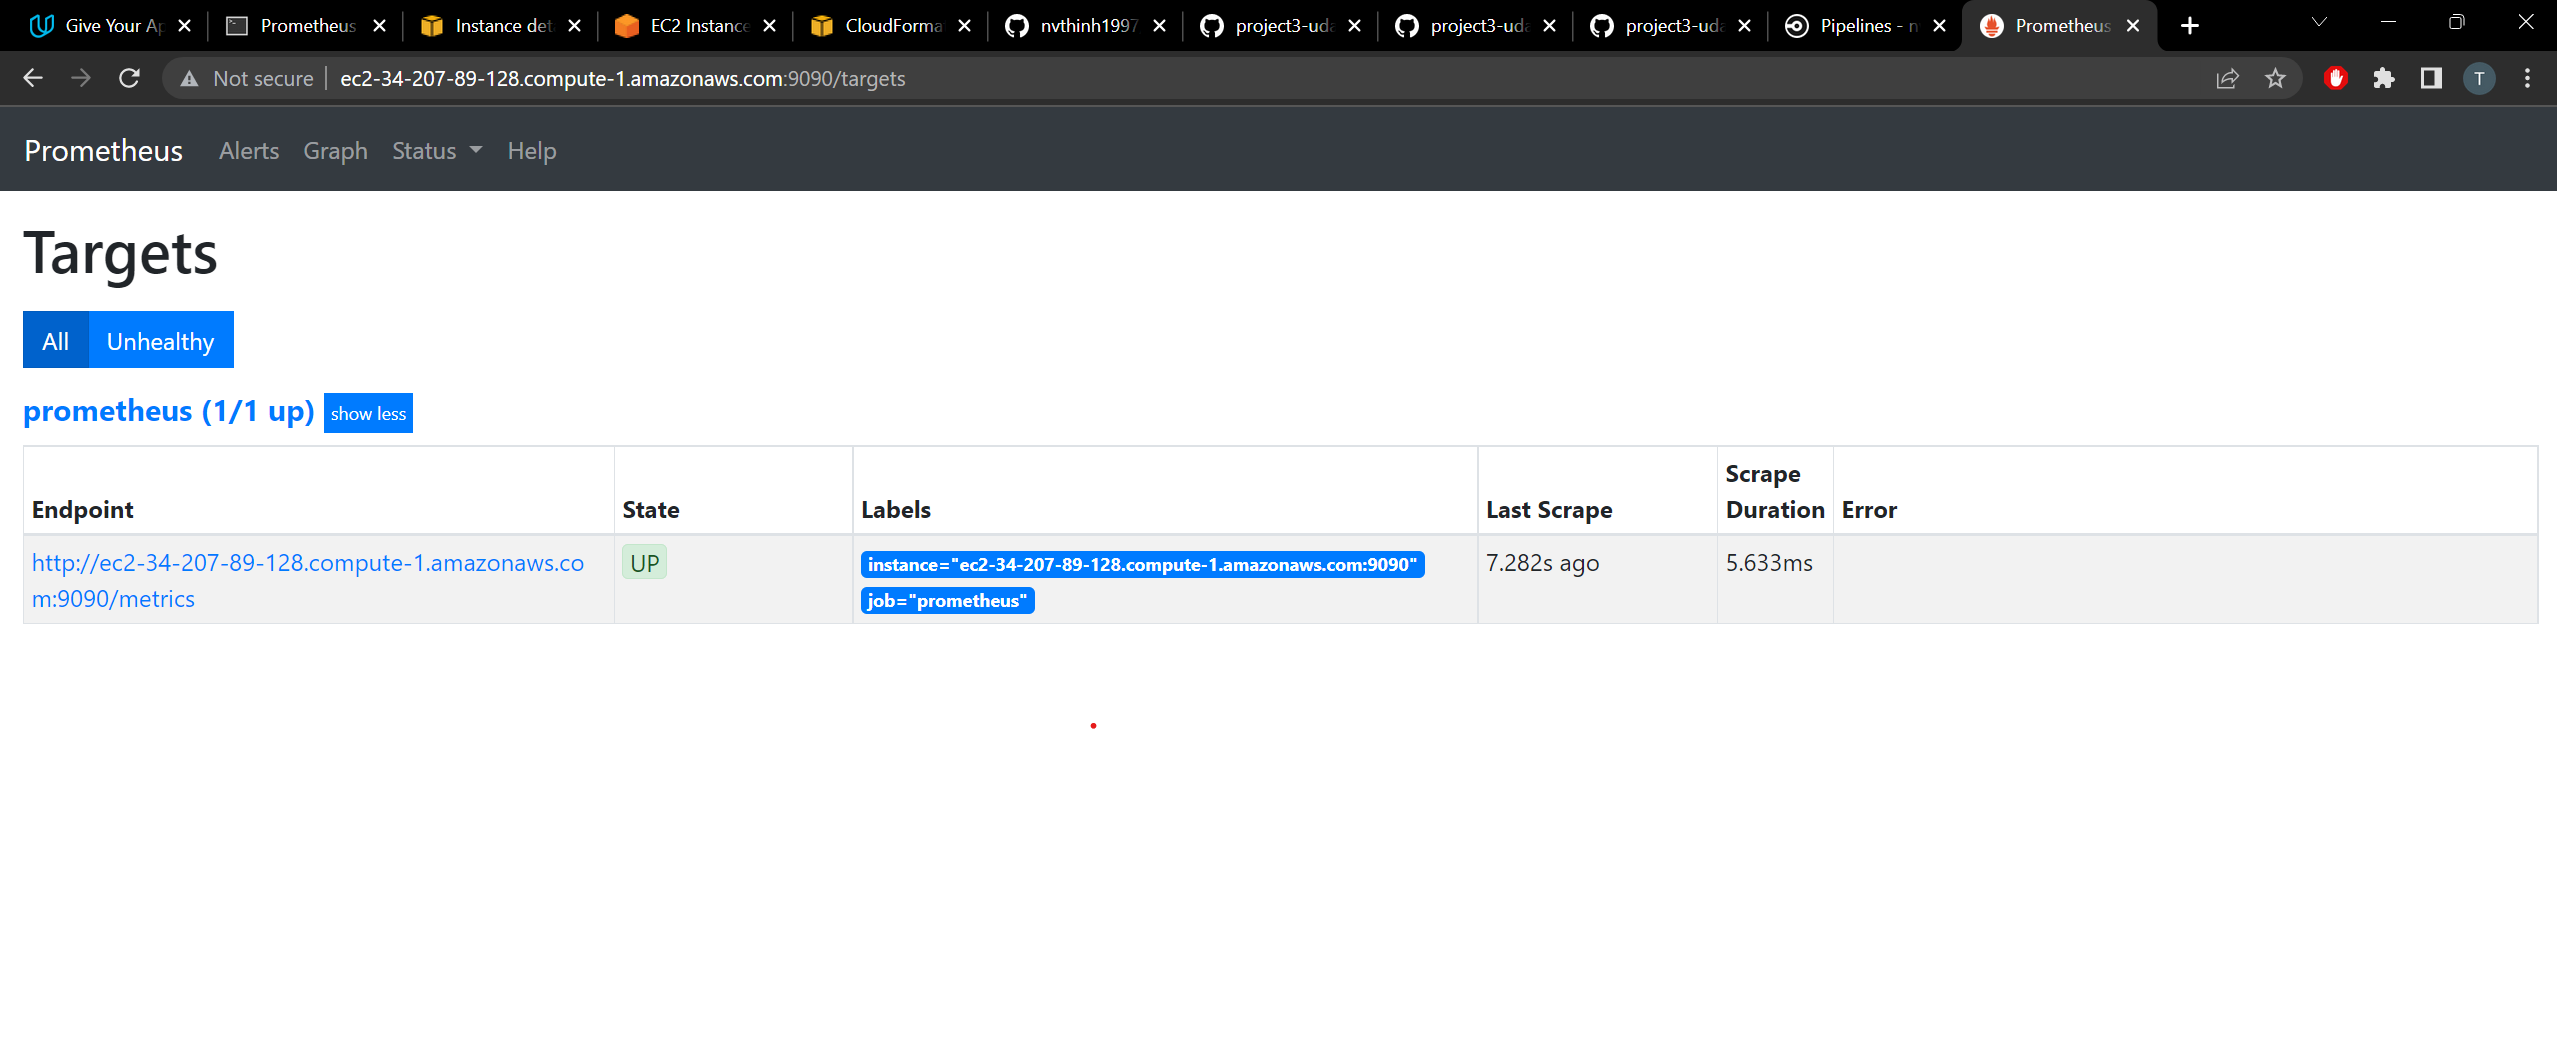 Give Your Ap
Prometheus
Instance det
EC2 Instance
CloudForma
nvthinh1997
project3-uda
project3-uda
project3-uda
Pipelines - n
Prometheus
Not secure
ec2-34-207-89-128.compute-1.amazonaws.com:9090/targets
T
Prometheus Alerts Graph Status Help
Targets
All Unhealthy
prometheus (1/1 up) show less
Endpoint State Labels Last Scrape Scrape Duration Error
http://ec2-34-207-89-128.compute-1.amazonaws.co
m:9090/metrics
UP
instance="ec2-34-207-89-128.compute-1.amazonaws.com:9090"
job="prometheus"
7.282s ago
5.633ms